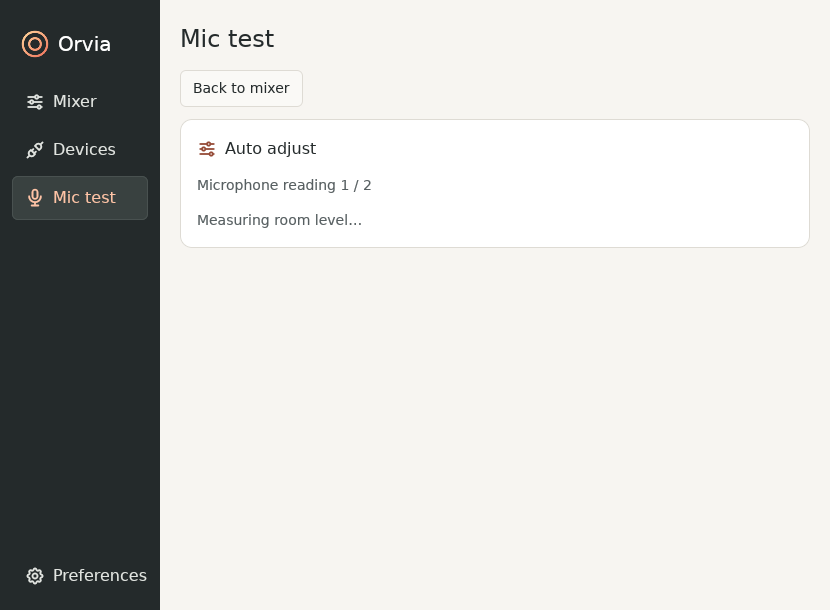 Orvia
Mixer
Devices
Mic test
Preferences
Mic test
Back to mixer
Auto adjust
Microphone reading 1 / 2
Measuring room level…